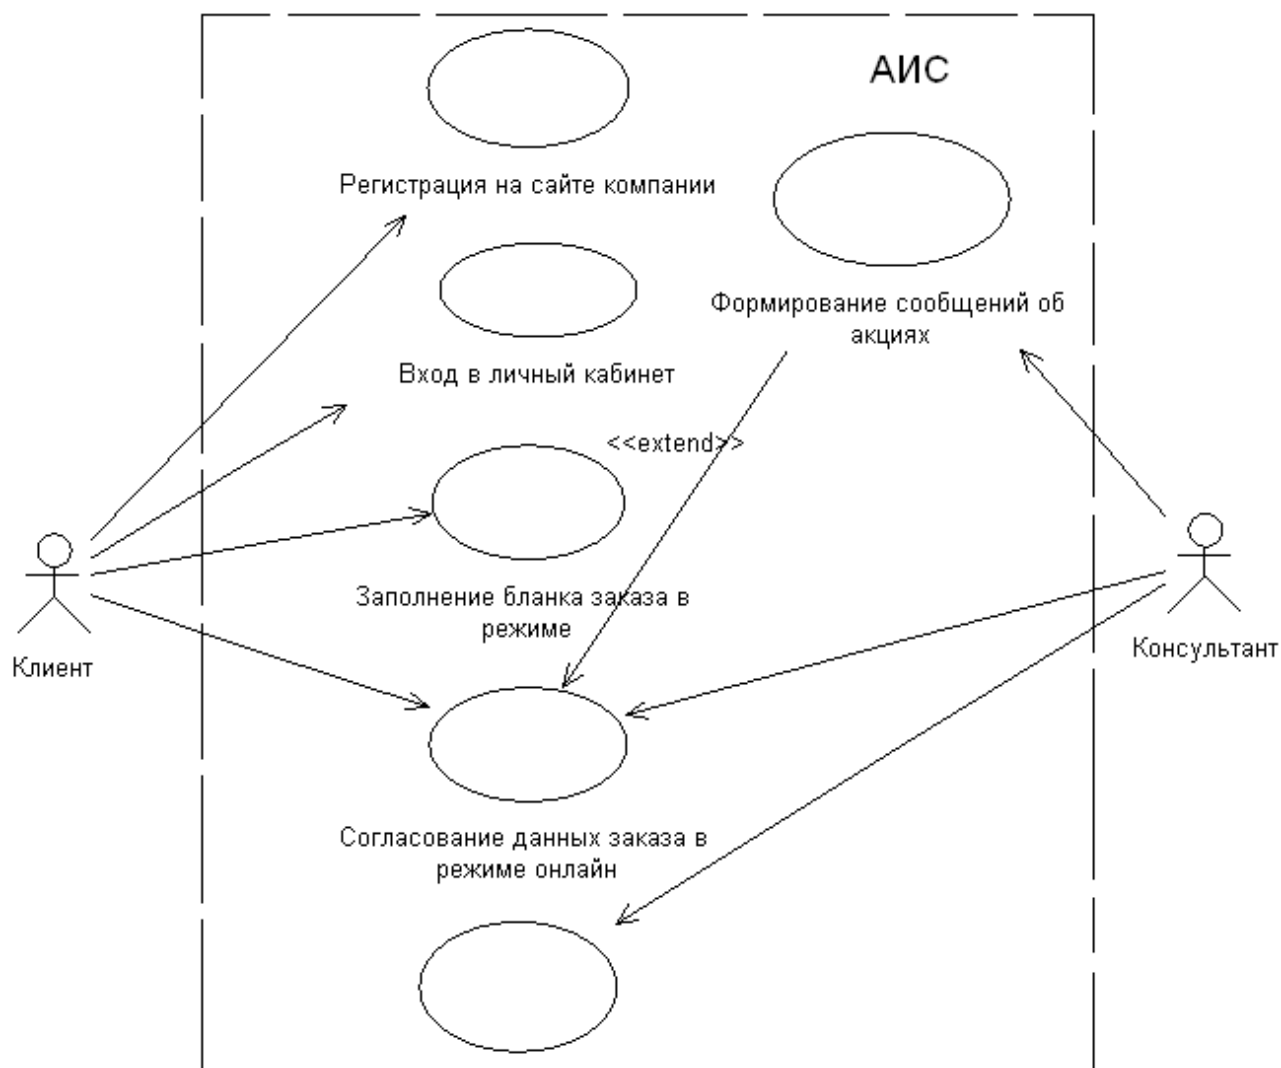 АИС
Регистрация на сайте компании
Формирование сообщений об
акциях
Вход в личный кабинет
<<extend>>
Заполнение бланка заказа в
режиме
Клиент
Консультант
Согласование данных заказа в
режиме онлайн